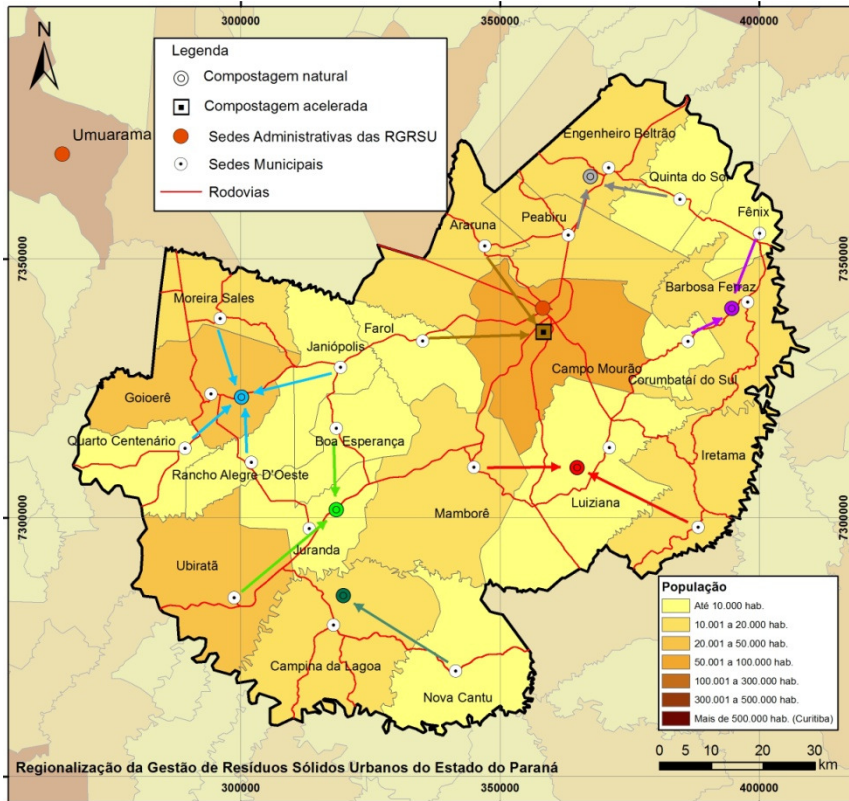 300000
350000
400000
N
Legenda
Compostagem natural
Compostagem acelerada
Sedes Administrativas das RGRSU
Sedes Municipais
Rodovias
Umuarama
Engenheiro Beltrão
Quinta do Sol
Peabiru
Fênix
Araruna
7350000
7350000
Barbosa Ferraz
Moreira Sales
Farol
Janiópolis
Campo Mourão
Corumbataí do Sul
Goioerê
Quarto Centenário
Boa Esperança
Iretama
Rancho Alegre D'Oeste
Luiziana
Mamborê
7300000
7300000
Juranda
Ubiratã
Campina da Lagoa
Nova Cantu
População
Até 10.000 hab.
10.001 a 20.000 hab.
20.001 a 50.000 hab.
50.001 a 100.000 hab.
100.001 a 300.000 hab.
300.001 a 500.000 hab.
Mais de 500.000 hab. (Curitiba)
0 5 10 20 30
km
Regionalização da Gestão de Resíduos Sólidos Urbanos do Estado do Paraná
300000
350000
400000